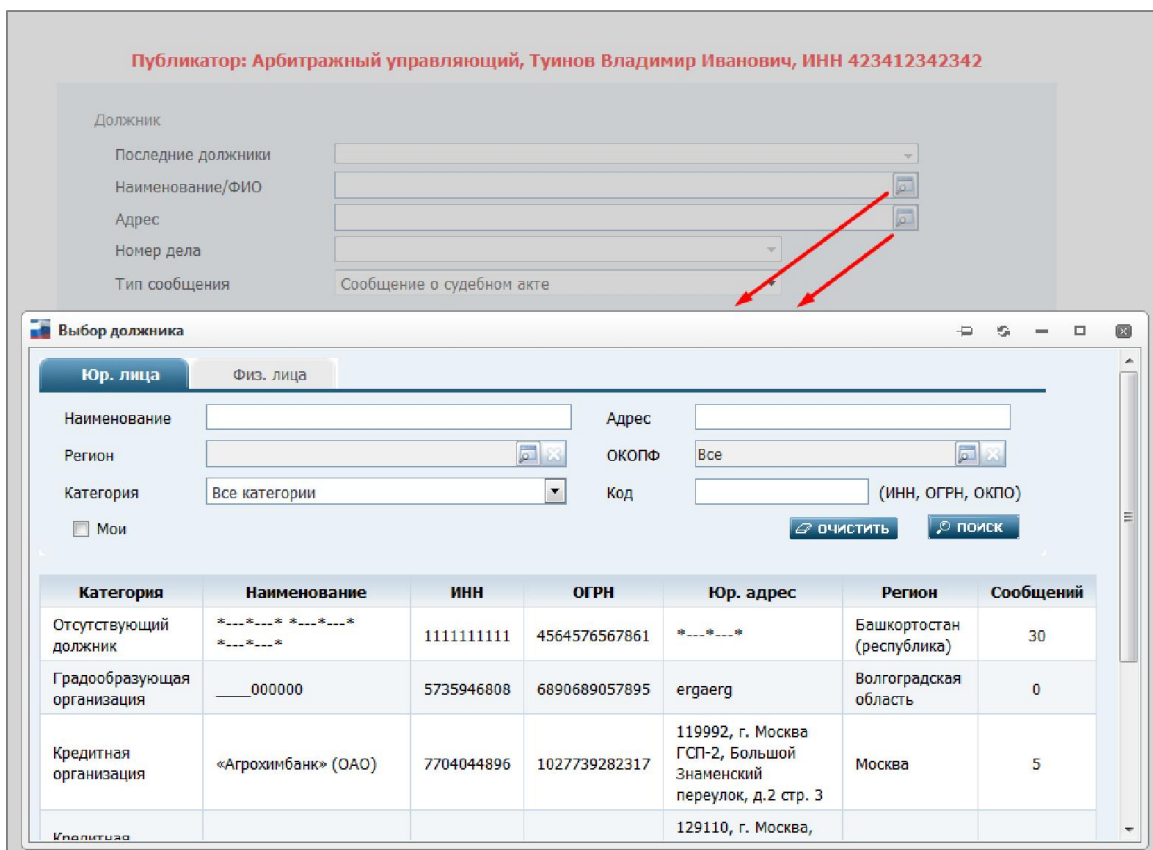 Публикатор: Арбитражный управляющий, Туинов Владимир Иванович, ИНН 423412342342
Должник
Последние должники
Наименование/ФИО
Адрес
Номер дела
Тип сообщения Сообщение о судебном акте
Выбор должника
Юр. лица Физ. лица
Наименование Адрес
Регион ОКОПФ Все
Категория Все категории Код (ИНН, ОГРН, ОКПО)
Мои ОЧИСТИТЬ ПОИСК
Категория Наименование ИНН ОГРН Юр. адрес Регион Сообщений
Отсутствующий *---*---* *---*---* Башкортостан
должник *---*---* 1111111111 4564576567861 *---*---* (республика) 30
Градообразующая Волгоградская
организация ____000000 5735946808 6890689057895 ergaerg область 0
119992, г. Москва
Кредитная ГСП-2, Большой
организация «Агрохимбанк» (ОАО) 7704044896 1027739282317 Знаменский Москва 5
переулок, д.2 стр. 3
Кредитная 129110, г. Москва,